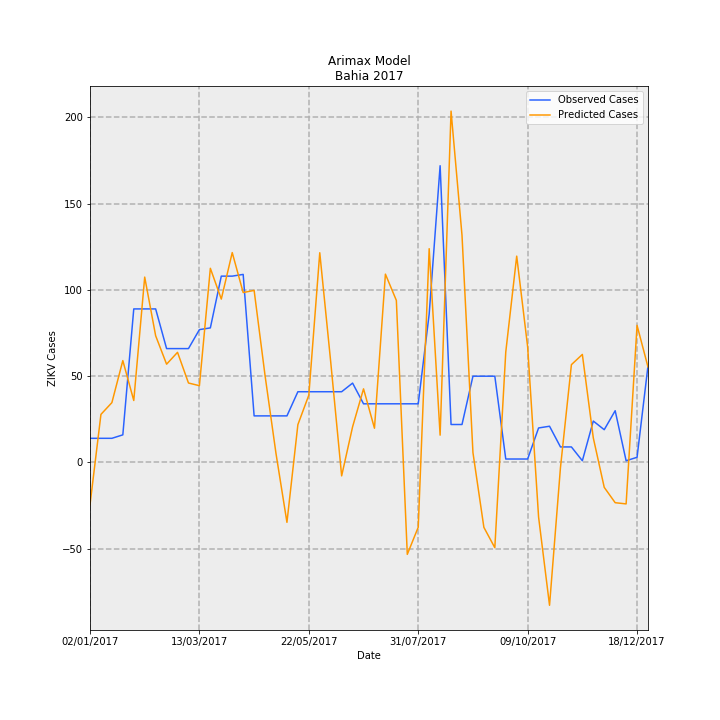 Arimax Model
Bahia 2017
Observed Cases
Predicted Cases
200
150
100
50
0
−50
ZIKV Cases
02/01/2017 13/03/2017 22/05/2017 31/07/2017 09/10/2017 18/12/2017
Date